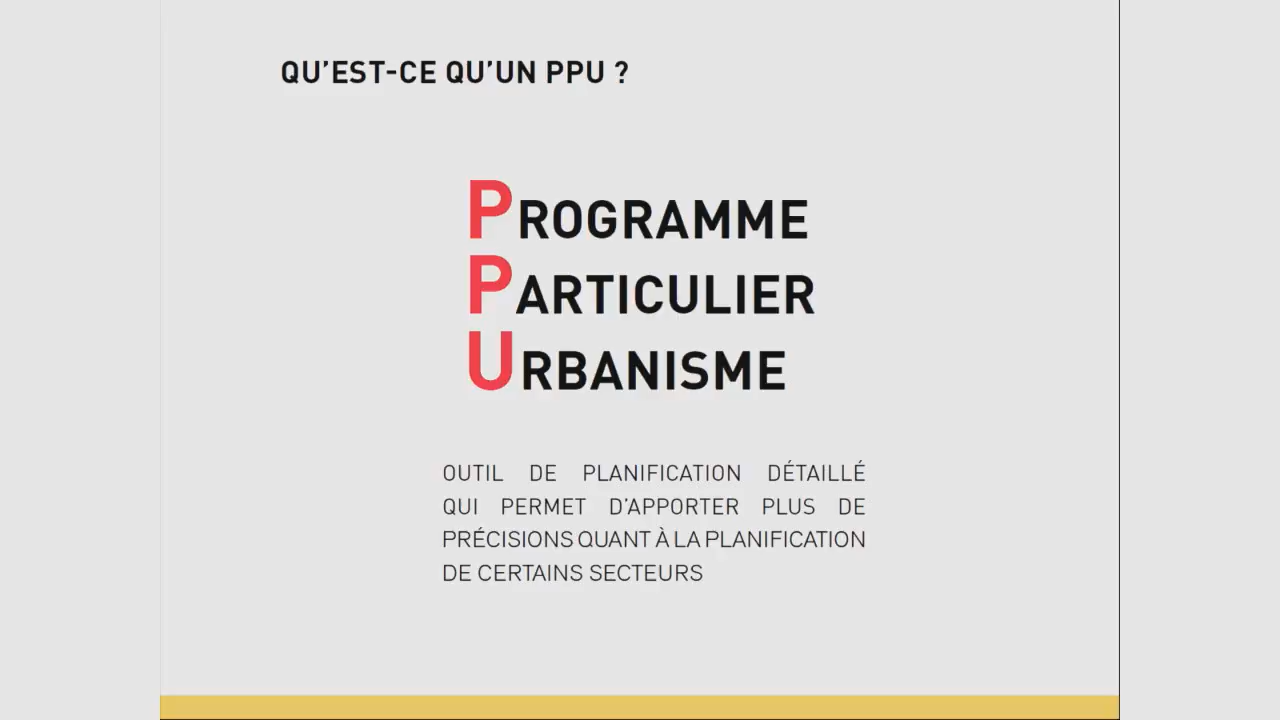 QU'EST-CE QU'UN PPU ?
PROGRAMME
PARTICULIER
URBANISME
OUTIL DE PLANIFICATION DÉTAILLÉ
QUI PERMET D'APPORTER PLUS DE
PRÉCISIONS QUANT À LA PLANIFICATION
DE CERTAINS SECTEURS